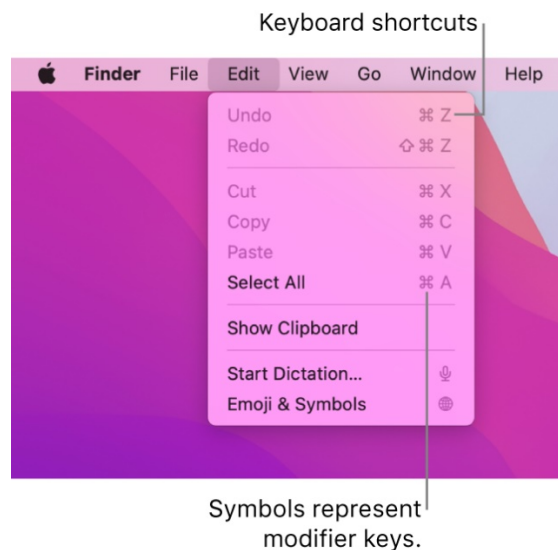 Keyboard shortcuts
Finder File Edit View Go Window Help
Undo ⌘ Z
Redo ⇧ ⌘ Z
Cut ⌘ X
Copy ⌘ C
Paste ⌘ V
Select All ⌘ A
Show Clipboard
Start Dictation...
Emoji & Symbols
Symbols represent
modifier keys.